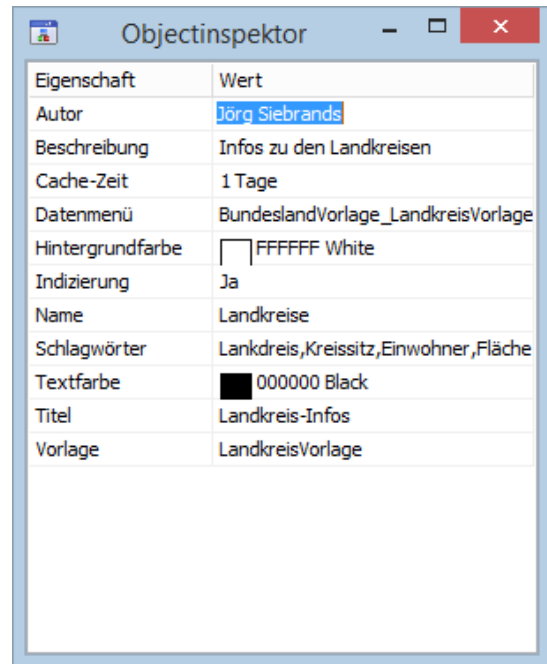 Objectinspektor
Eigenschaft Wert
Autor Jörg Siebrands
Beschreibung Infos zu den Landkreisen
Cache-Zeit 1 Tage
Datenmenü BundeslandVorlage_LandkreisVorlage
Hintergrundfarbe FFFFFF White
Indizierung Ja
Name Landkreise
Schlagwörter Lankdreis,Kreissitz,Einwohner,Fläche
Textfarbe 000000 Black
Titel Landkreis-Infos
Vorlage LandkreisVorlage